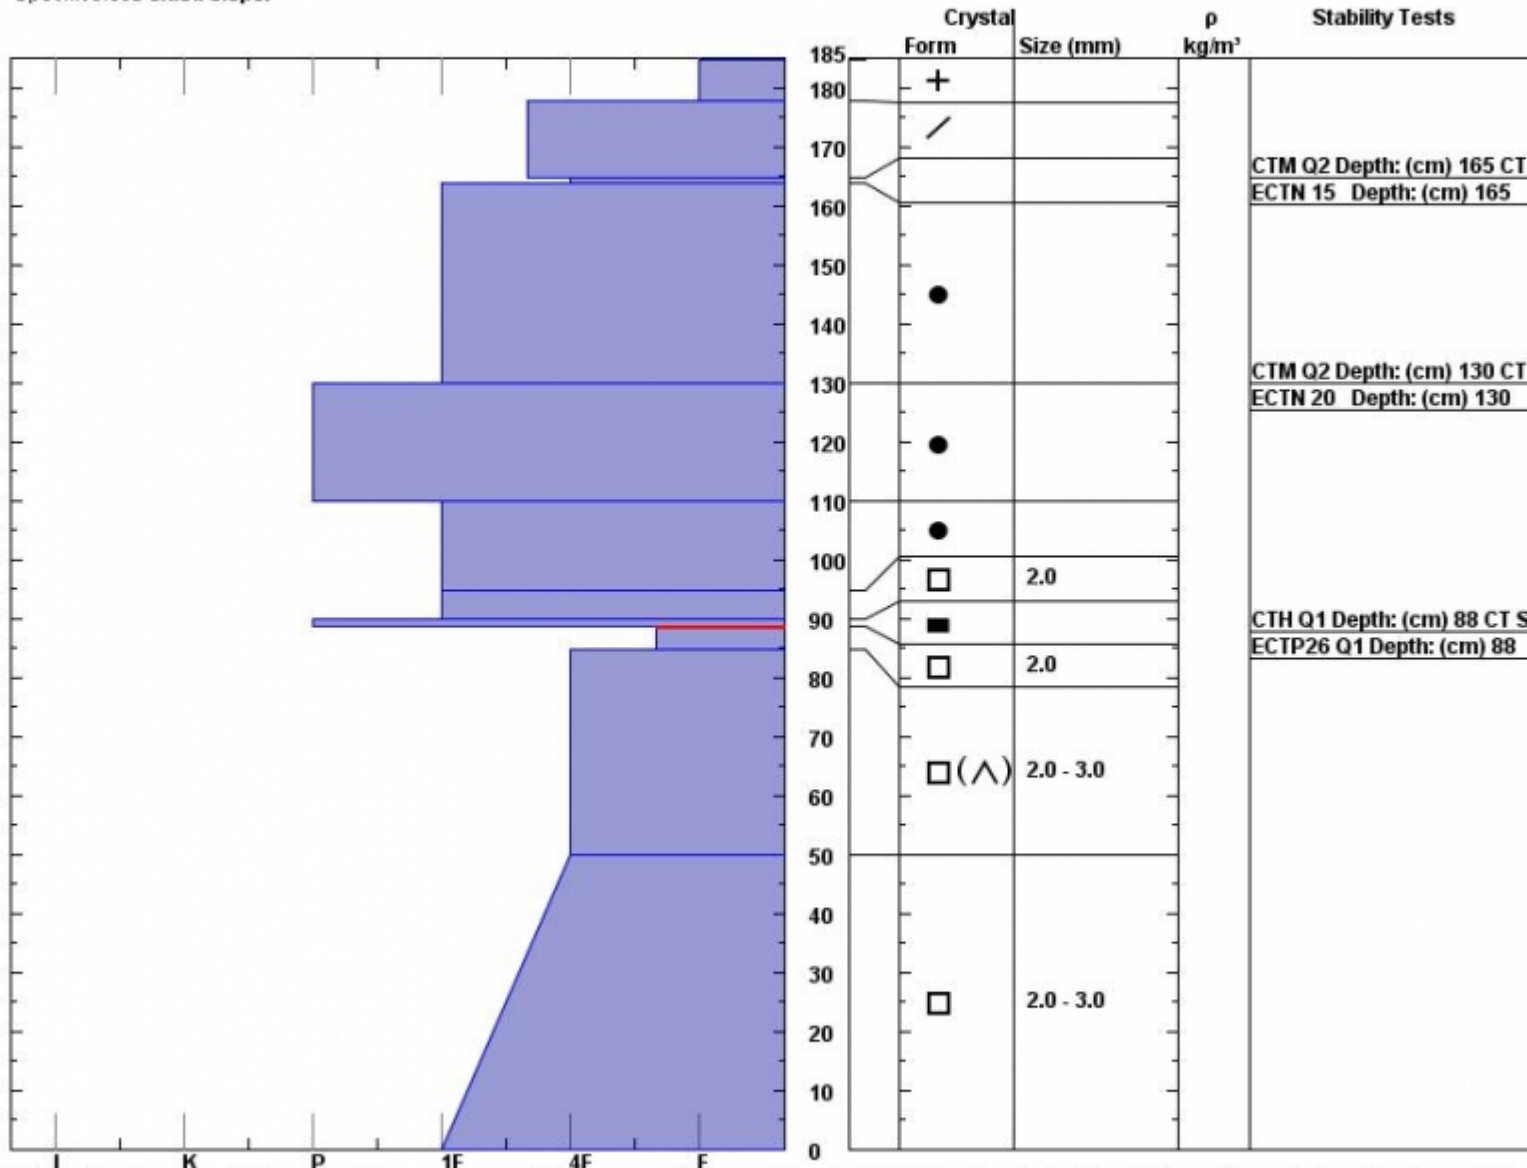 Crystal ρ Stability Tests
Form Size (mm) kg/m³
185
180
170
CTM Q2 Depth: (cm) 165 CT
ECTN 15 Depth: (cm) 165
160
150
140
130 CTM Q2 Depth: (cm) 130 CT
ECTN 20 Depth: (cm) 130
120
110
100
2.0
90 CTH Q1 Depth: (cm) 88 CT S
ECTP26 Q1 Depth: (cm) 88
2.0
80
70
(∧) 2.0 - 3.0
60
50
40
30
2.0 - 3.0
20
10
0
I K P 1F 4F F